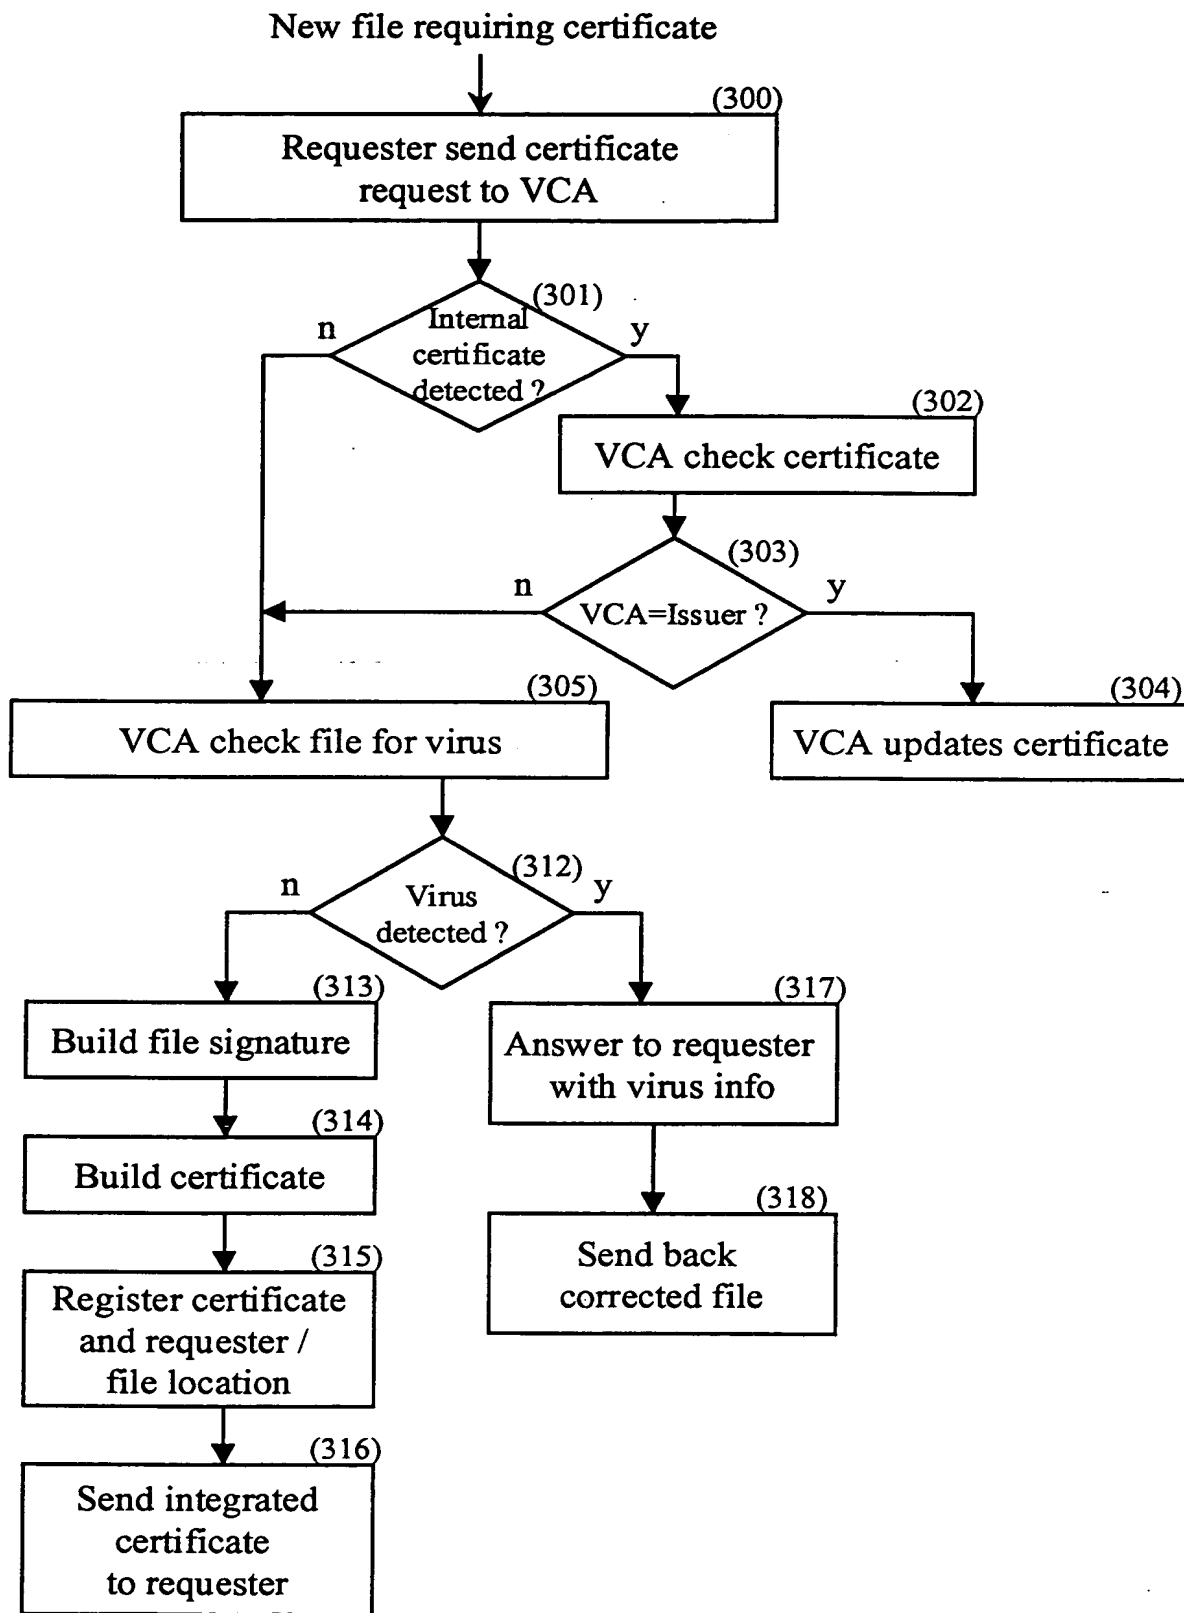 New file requiring certificate
(300)
Requester send certificate
request to VCA
(301)
n
y
Internal
certificate
detected ?
(302)
VCA check certificate
(303)
n
y
VCA=Issuer ?
(305)
(304)
VCA check file for virus
VCA updates certificate
(312)
n
y
Virus
detected ?
(313)
(317)
Build file signature
Answer to requester
with virus info
(314)
Build certificate
(318)
Send back
corrected file
(315)
Register certificate
and requester /
file location
(316)
Send integrated
certificate
to requester